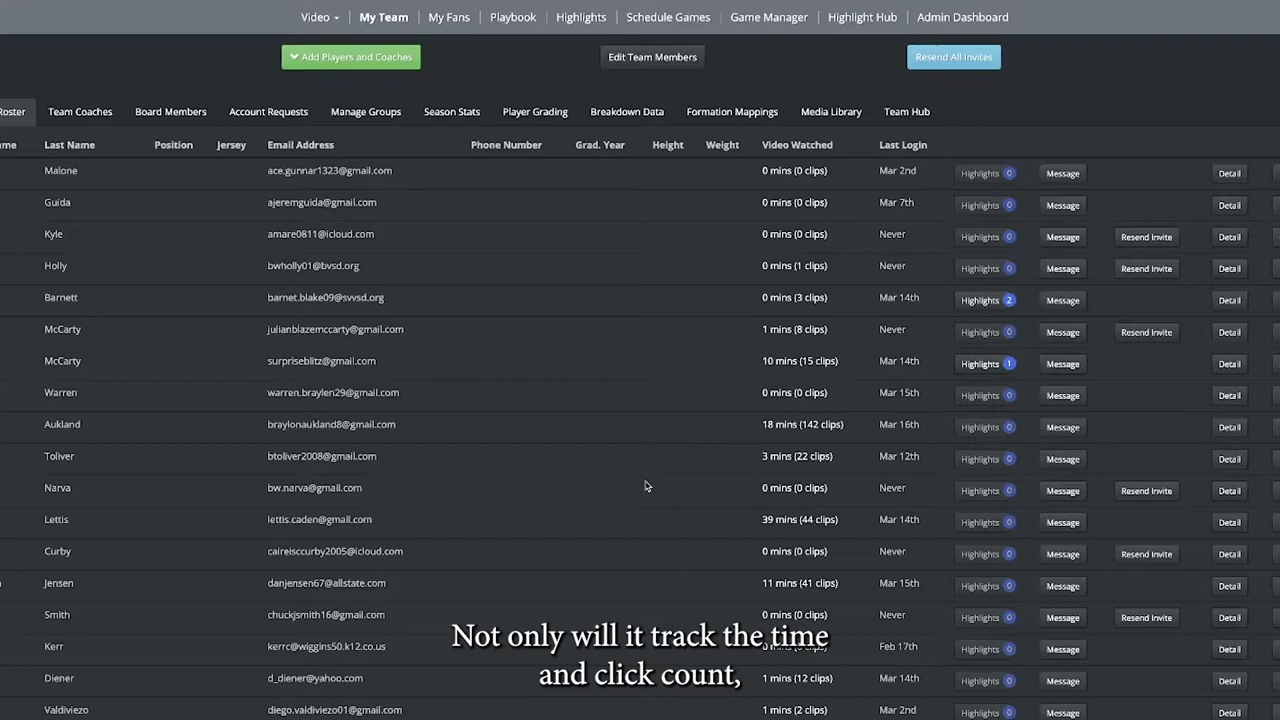 Video My Team My Fans Playbook Highlights Schedule Games Game Manager Highlight Hub Admin Dashboard
Add Players and Coaches Edit Team Members Resend All Invites
Roster Team Coaches Board Members Account Requests Manage Groups Season Stats Player Grading Breakdown Data Formation Mappings Media Library Team Hub
me Last Name Position Jersey Email Address Phone Number Grad. Year Height Weight Video Watched Last Login
Malone ace.gunnar1323@gmail.com 0 mins (0 clips) Mar 2nd Highlights 0 Message Detail
Guida ajeremguida@gmail.com 0 mins (0 clips) Mar 7th Highlights 0 Message Detail
Kyle amare0811@icloud.com 0 mins (0 clips) Never Highlights 0 Message Resend Invite Detail
Holly bwholly01@bvsd.org 0 mins (1 clips) Never Highlights 0 Message Resend Invite Detail
Barnett barnet.blake09@svvsd.org 0 mins (3 clips) Mar 14th Highlights 2 Message Detail
McCarty julianblazemccarty@gmail.com 1 mins (8 clips) Never Highlights 0 Message Resend Invite Detail
McCarty surpriseblitz@gmail.com 10 mins (15 clips) Mar 14th Highlights 1 Message Detail
Warren warren.braylen29@gmail.com 0 mins (0 clips) Mar 15th Highlights 0 Message Detail
Aukland braylonaukland8@gmail.com 18 mins (142 clips) Mar 16th Highlights 0 Message Detail
Toliver btoliver2008@gmail.com 3 mins (22 clips) Mar 12th Highlights 0 Message Detail
Narva bw.narva@gmail.com 0 mins (0 clips) Never Highlights 0 Message Resend Invite Detail
Lettis lettis.caden@gmail.com 39 mins (44 clips) Mar 14th Highlights 0 Message Detail
Curby caireisccurby2005@icloud.com 0 mins (0 clips) Never Highlights 0 Message Resend Invite Detail
Jensen danjensen67@allstate.com 11 mins (41 clips) Mar 15th Highlights 0 Message Detail
Smith chuckjsmith16@gmail.com 0 mins (0 clips) Never Highlights 0 Message Resend Invite Detail
Kerr kerrc@wiggins50.k12.co.us 0 mins (0 clips) Feb 17th Highlights 0 Message Detail
Diener d_diener@yahoo.com 1 mins (12 clips) Mar 14th Highlights 0 Message Detail
Valdiviezo diego.valdiviezo01@gmail.com 1 mins (2 clips) Mar 2nd Highlights 0 Message Detail
Not only will it track the time
and click count,